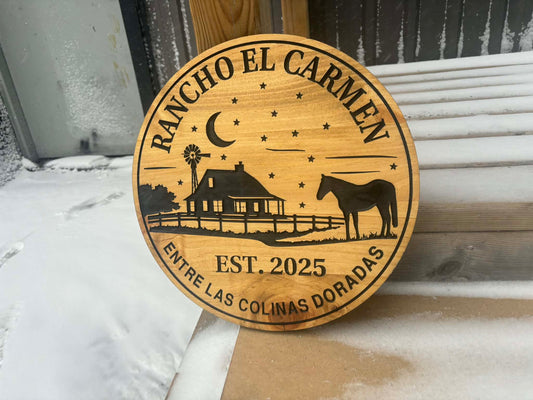 RANCHO EL CARMEN
EST. 2025
ENTRE LAS COLINAS DORADAS